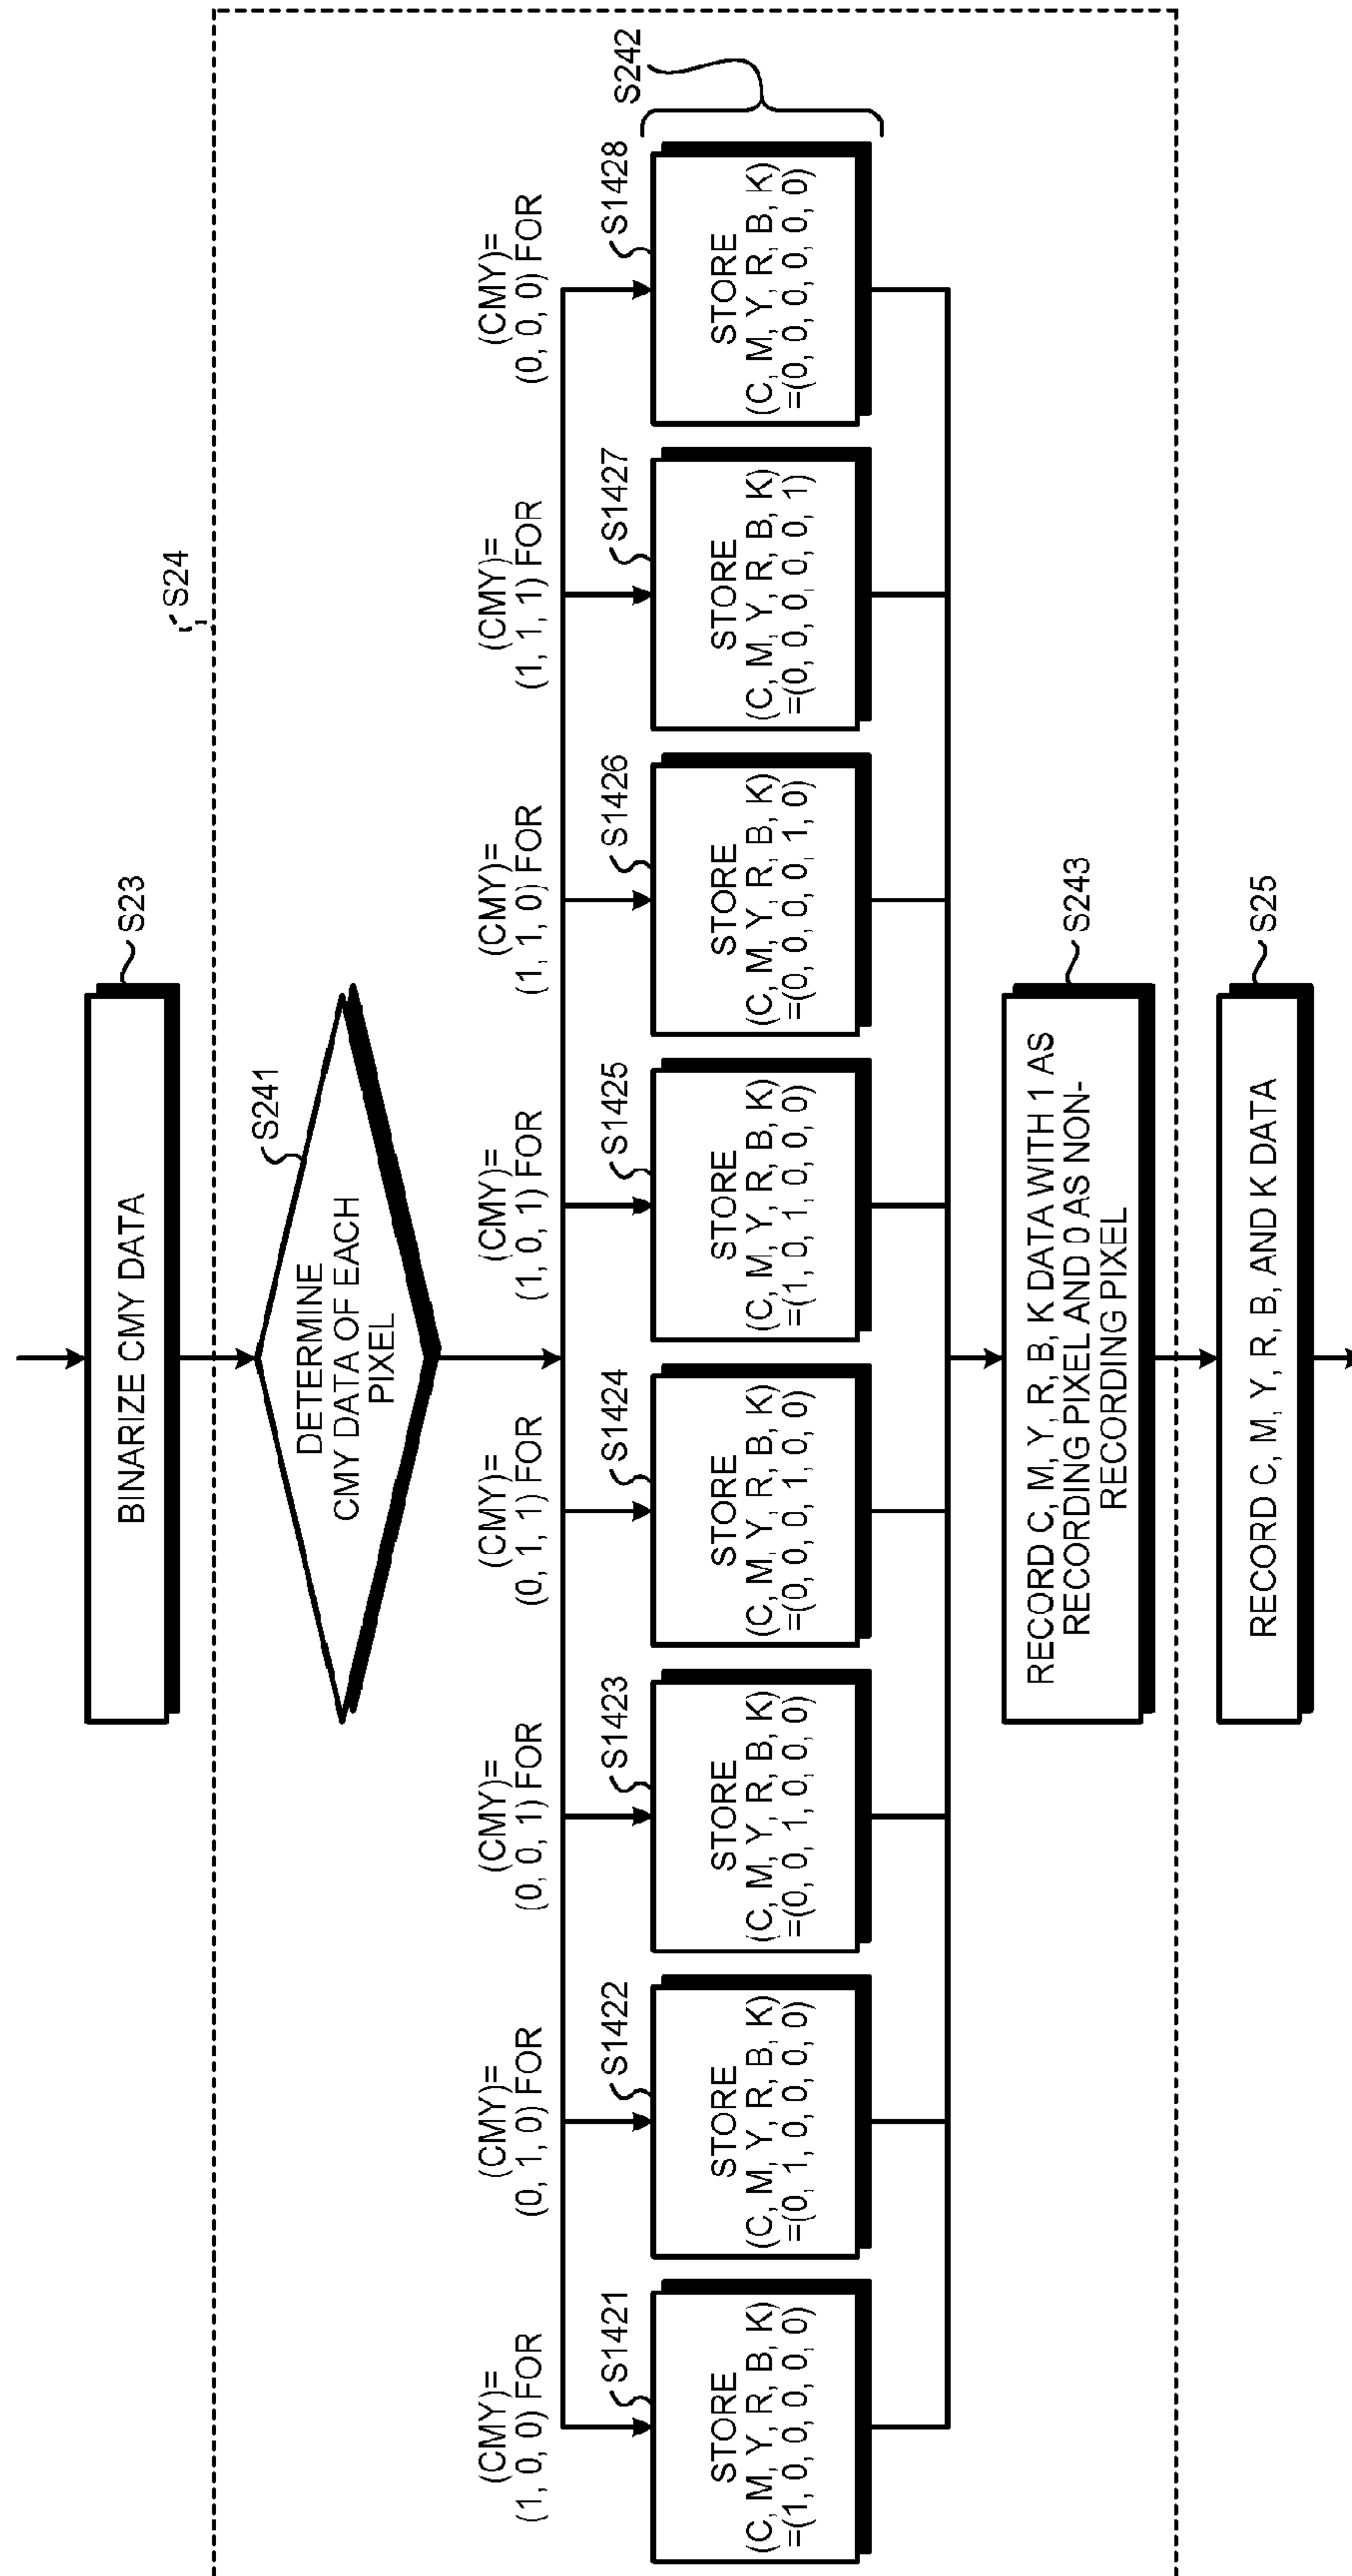 BINARIZE CMY DATA
S23
S24
DETERMINE
CMY DATA OF EACH
PIXEL
S241
(CMY)=
(1, 0, 0) FOR
(CMY)=
(0, 1, 0) FOR
(CMY)=
(0, 0, 1) FOR
(CMY)=
(0, 1, 1) FOR
(CMY)=
(1, 0, 1) FOR
(CMY)=
(1, 1, 0) FOR
(CMY)=
(1, 1, 1) FOR
(CMY)=
(0, 0, 0) FOR
S1421
STORE
(C, M, Y, R, B, K)
=(1, 0, 0, 0, 0, 0)
S1422
STORE
(C, M, Y, R, B, K)
=(0, 1, 0, 0, 0, 0)
S1423
STORE
(C, M, Y, R, B, K)
=(0, 0, 1, 0, 0, 0)
S1424
STORE
(C, M, Y, R, B, K)
=(0, 0, 0, 1, 0, 0)
S1425
STORE
(C, M, Y, R, B, K)
=(1, 0, 1, 0, 0, 0)
S1426
STORE
(C, M, Y, R, B, K)
=(0, 0, 0, 0, 1, 0)
S1427
STORE
(C, M, Y, R, B, K)
=(0, 0, 0, 0, 0, 1)
S1428
STORE
(C, M, Y, R, B, K)
=(0, 0, 0, 0, 0, 0)
S242
RECORD C, M, Y, R, B, K DATA WITH 1 AS
RECORDING PIXEL AND 0 AS NON-
RECORDING PIXEL
S243
RECORD C, M, Y, R, B, AND K DATA
S25